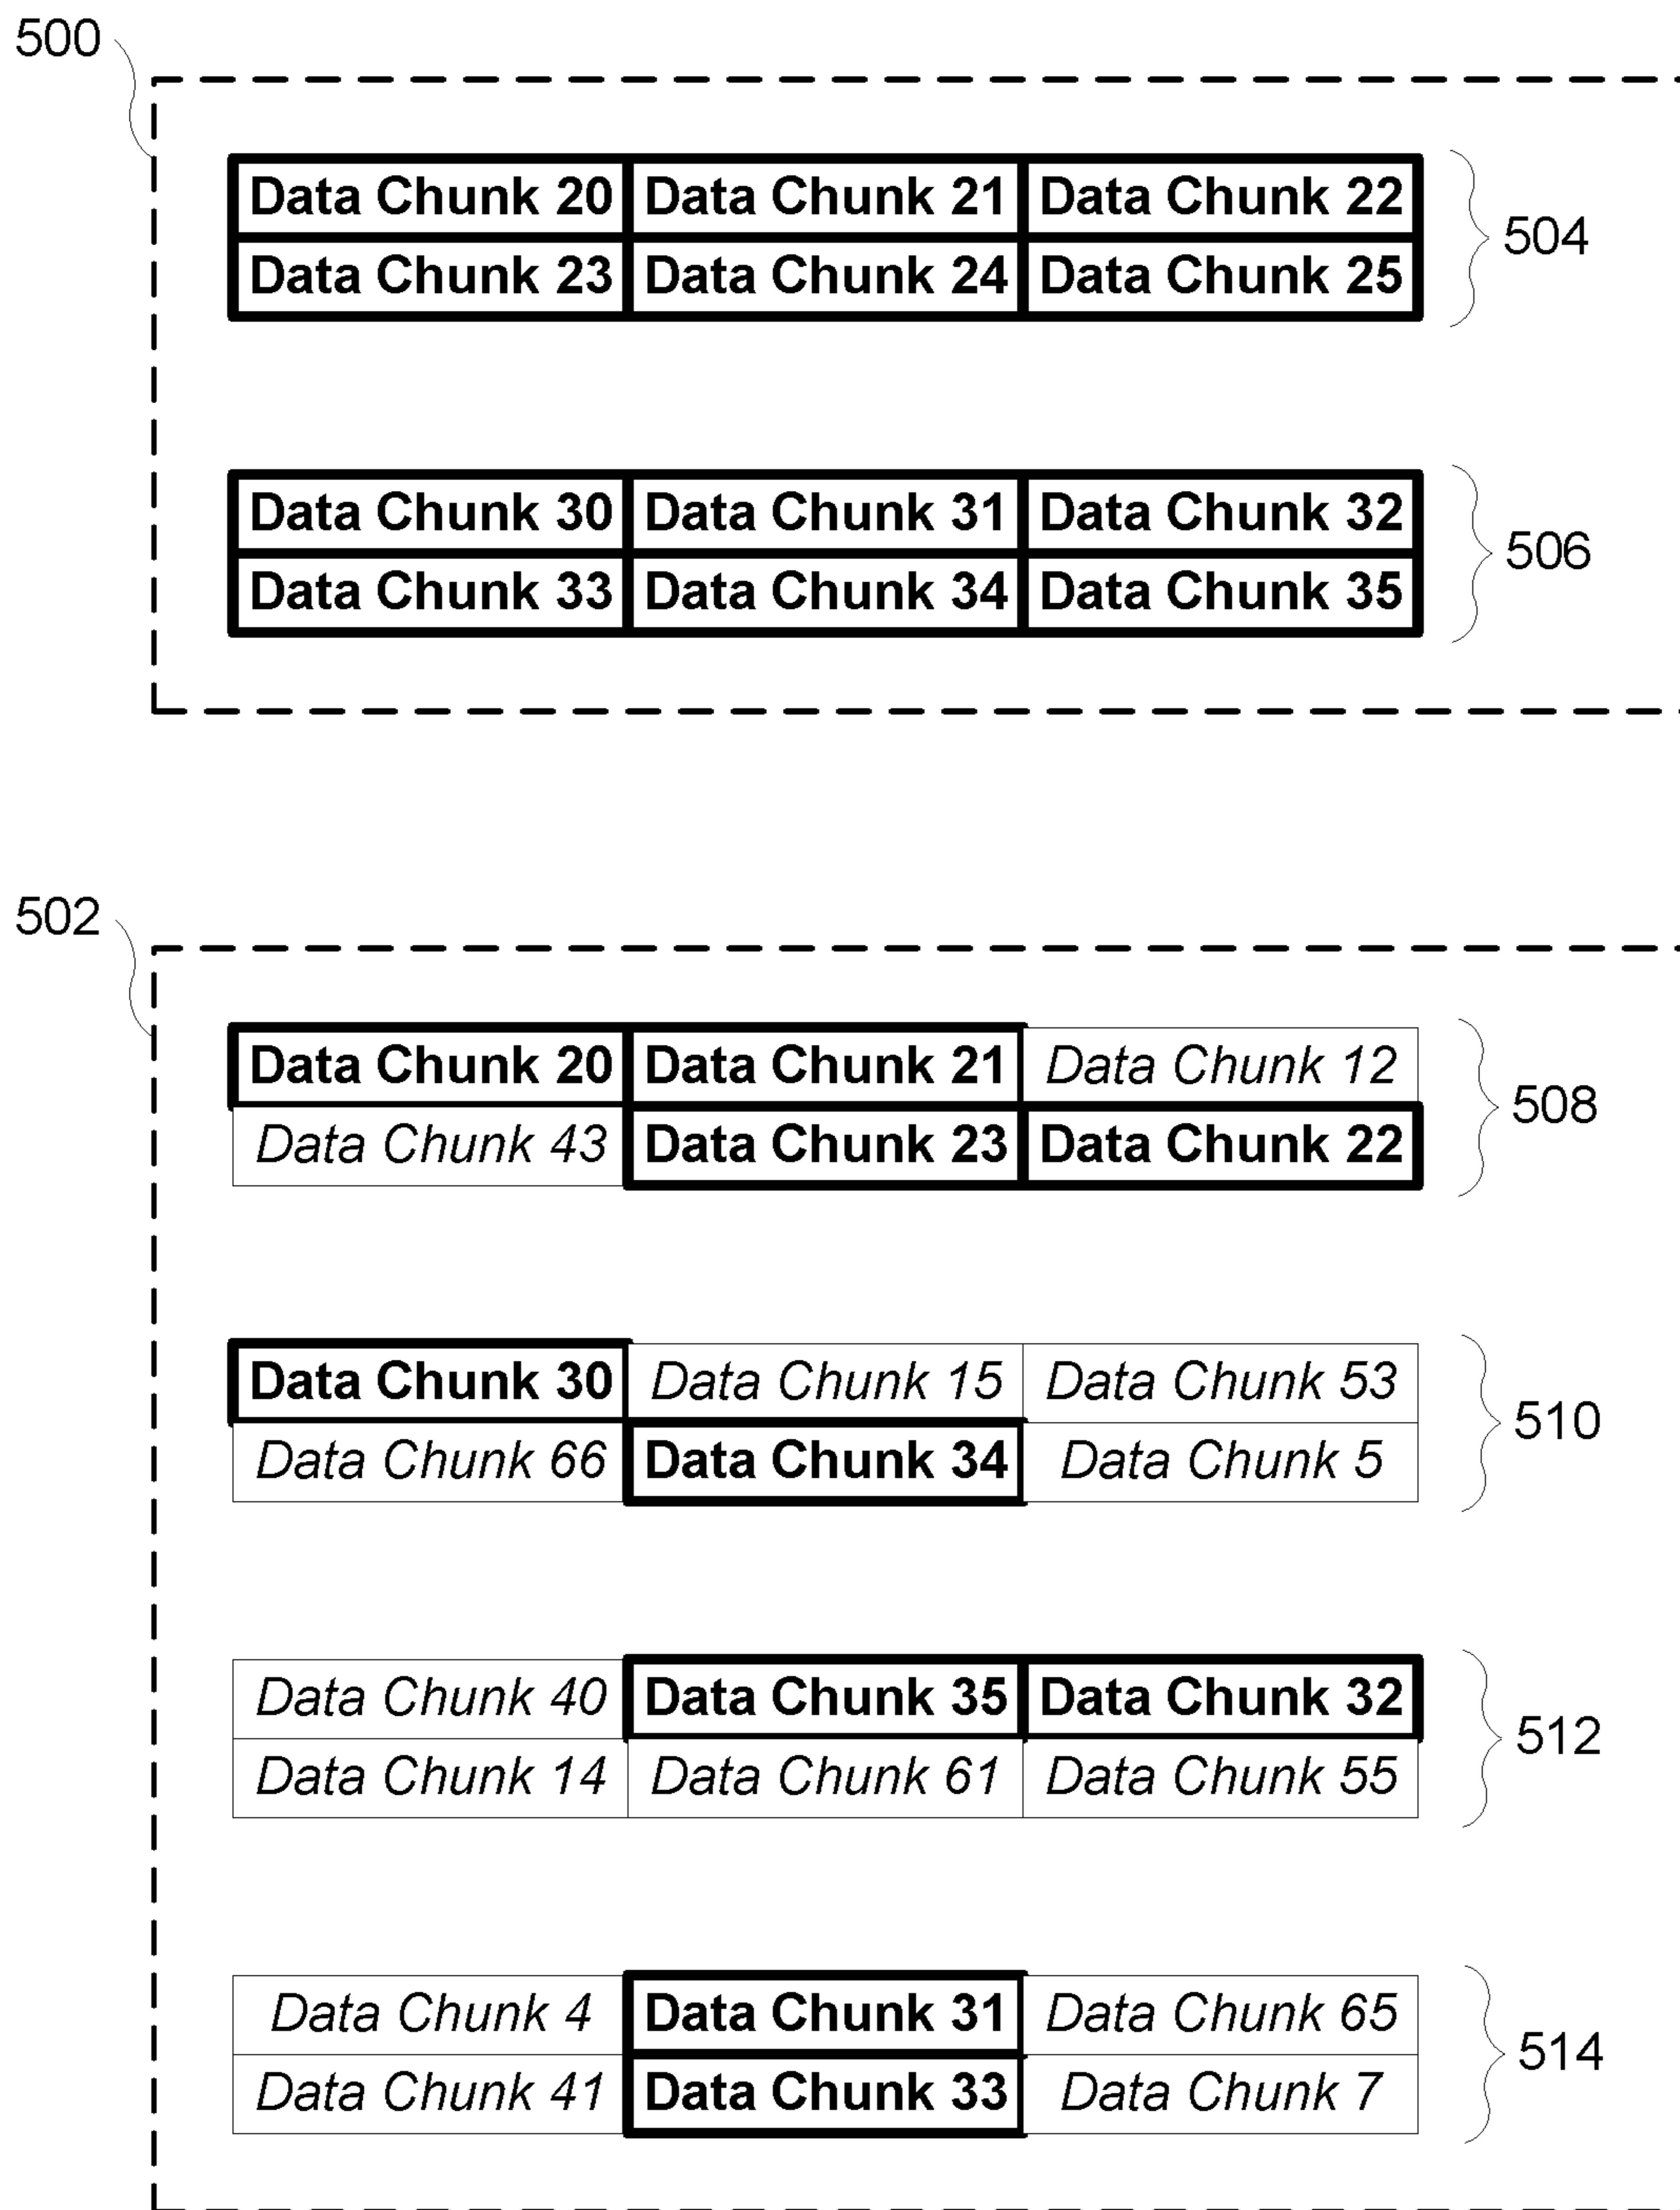 500
Data Chunk 20 Data Chunk 21 Data Chunk 22
504
Data Chunk 23 Data Chunk 24 Data Chunk 25
Data Chunk 30 Data Chunk 31 Data Chunk 32
506
Data Chunk 33 Data Chunk 34 Data Chunk 35
502
Data Chunk 20 Data Chunk 21 Data Chunk 12
508
Data Chunk 43 Data Chunk 23 Data Chunk 22
Data Chunk 30 Data Chunk 15 Data Chunk 53
510
Data Chunk 66 Data Chunk 34 Data Chunk 5
Data Chunk 40 Data Chunk 35 Data Chunk 32
512
Data Chunk 14 Data Chunk 61 Data Chunk 55
Data Chunk 4 Data Chunk 31 Data Chunk 65
514
Data Chunk 41 Data Chunk 33 Data Chunk 7